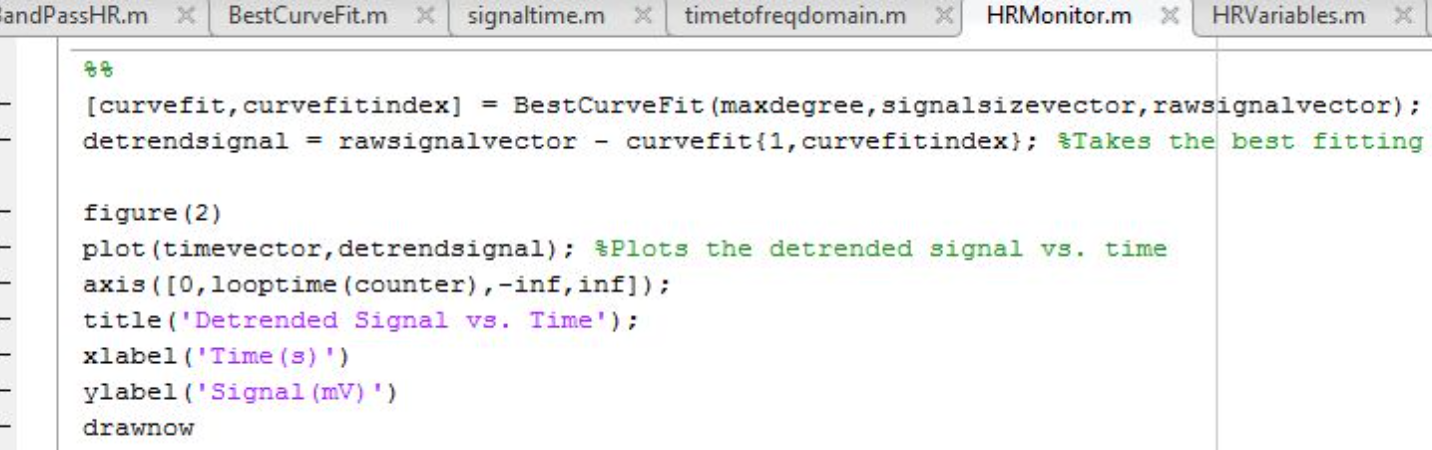 BandPassHR.m BestCurveFit.m signaltime.m timetofreqdomain.m HRMonitor.m HRVariables.m
%%
[curvefit,curvefitindex] = BestCurveFit(maxdegree,signalsizevector,rawsignalvector);
detrendsignal = rawsignalvector - curvefit{1,curvefitindex}; %Takes the best fitting
figure(2)
plot(timevector,detrendsignal); %Plots the detrended signal vs. time
axis([0,looptime(counter),-inf,inf]);
title('Detrended Signal vs. Time');
xlabel('Time(s)')
ylabel('Signal(mV)')
drawnow